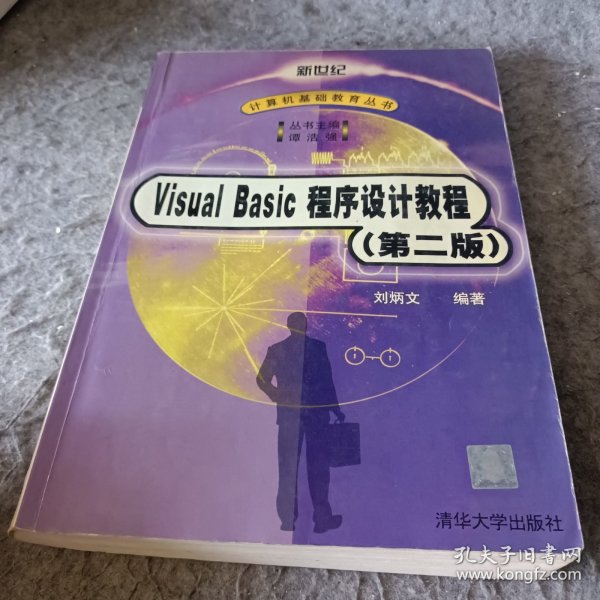 新世纪
计算机基础教育丛书
丛书主编
谭浩强
Visual Basic 程序设计教程
(第二版)
刘炳文 编著
清华大学出版社
孔夫子旧书网
www.kongfz.com